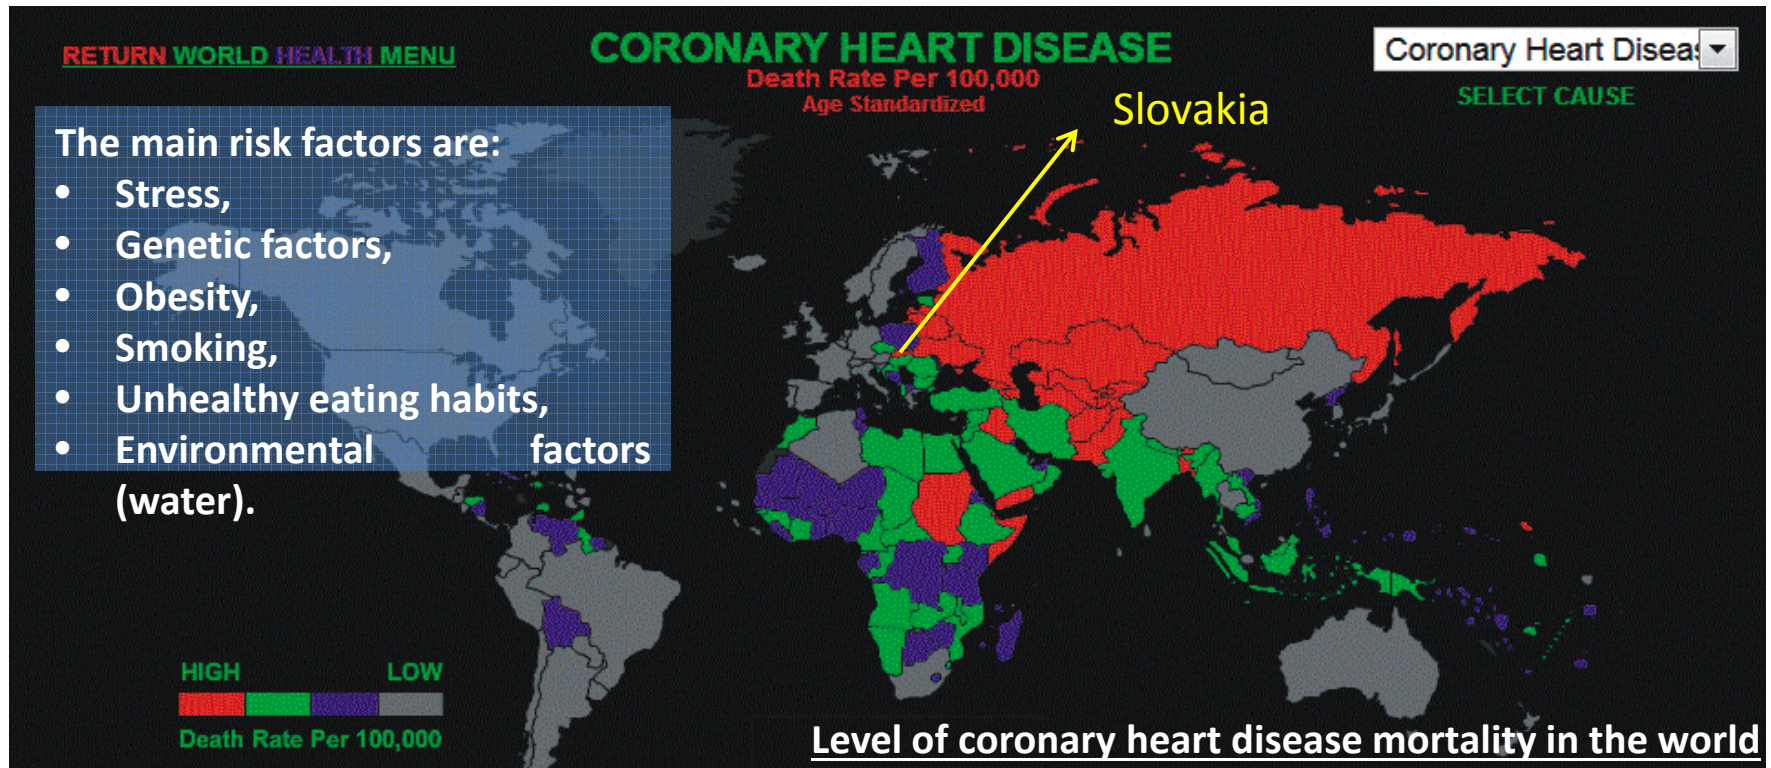 RETURN WORLD HEALTH MENU
CORONARY HEART DISEASE
Death Rate Per 100,000
Age Standardized
Coronary Heart Diseas
SELECT CAUSE
Slovakia
The main risk factors are:
• Stress,
• Genetic factors,
• Obesity,
• Smoking,
• Unhealthy eating habits,
• Environmental factors
(water).
HIGH LOW
Death Rate Per 100,000
Level of coronary heart disease mortality in the world